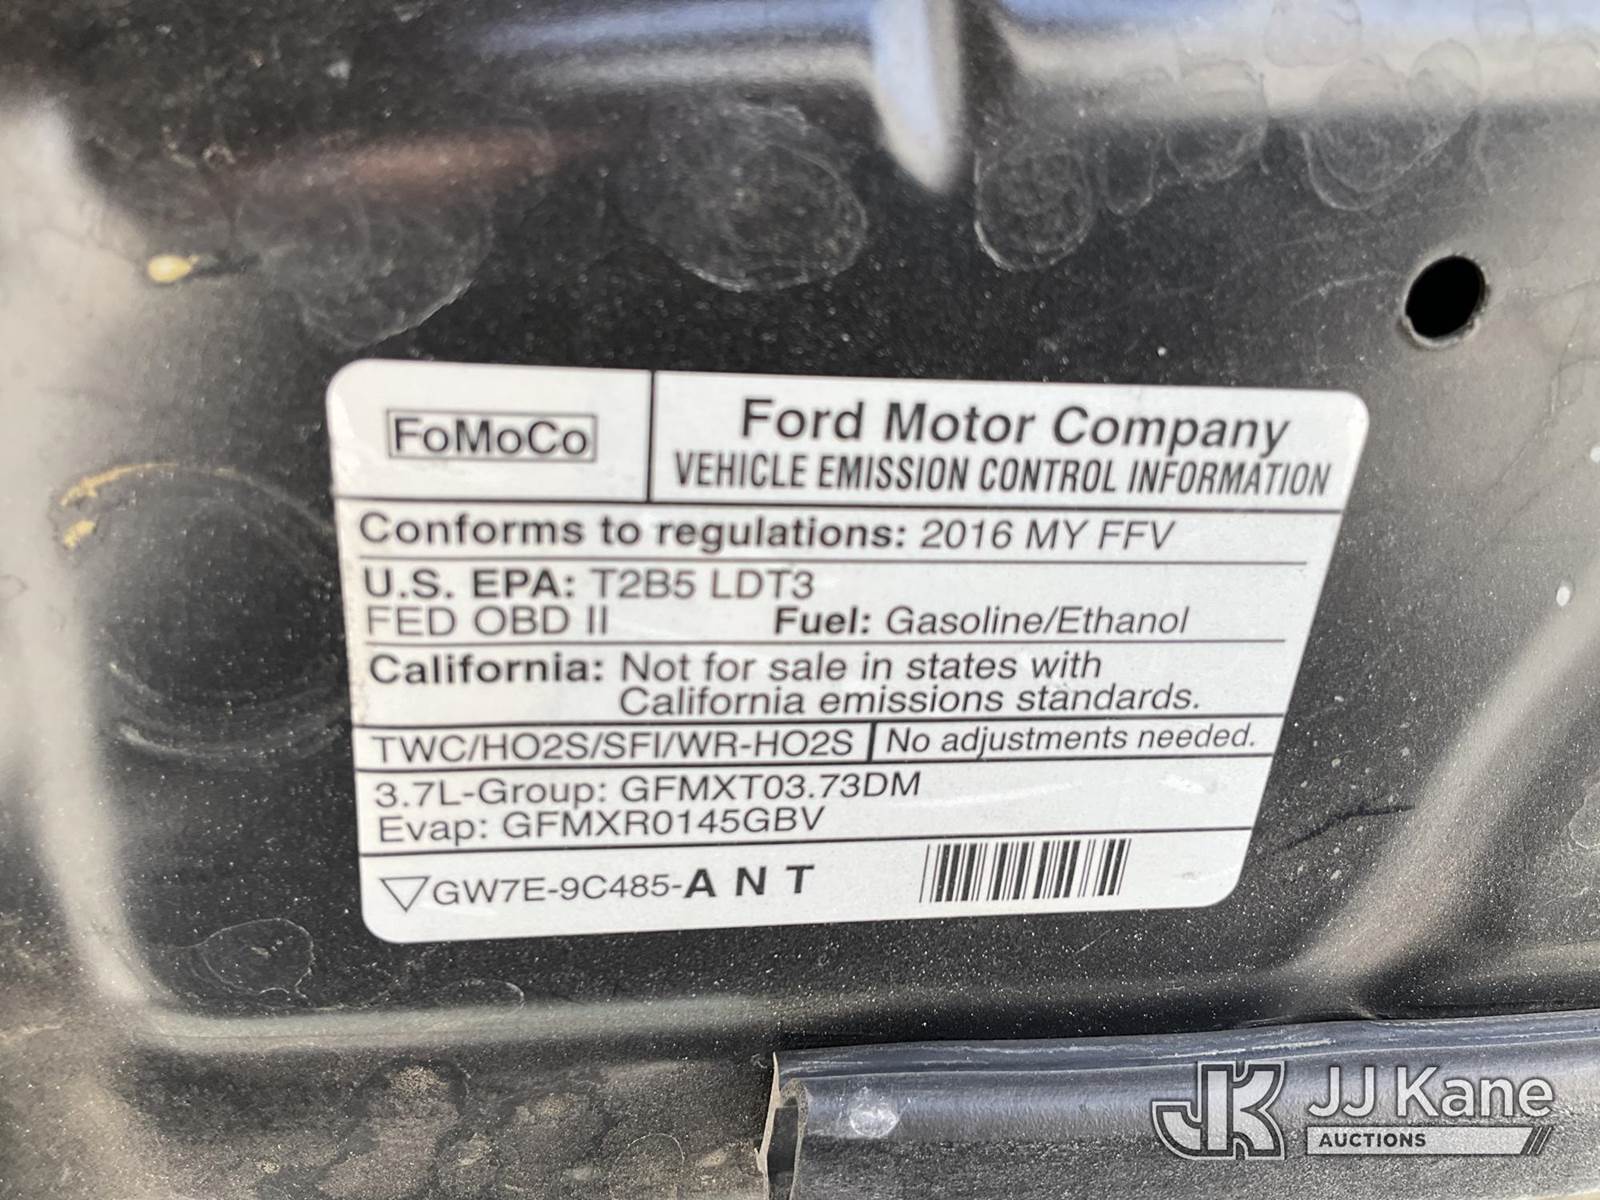 FoMoCo
Ford Motor Company
VEHICLE EMISSION CONTROL INFORMATION
Conforms to regulations: 2016 MY FFV
U.S. EPA: T2B5 LDT3
FED OBD II Fuel: Gasoline/Ethanol
California: Not for sale in states with
California emissions standards.
TWC/HO2S/SFI/WR-HO2S No adjustments needed.
3.7L-Group: GFMXT03.73DM
Evap: GFMXR0145GBV
GW7E-9C485-ANT
JK JJ Kane
AUCTIONS